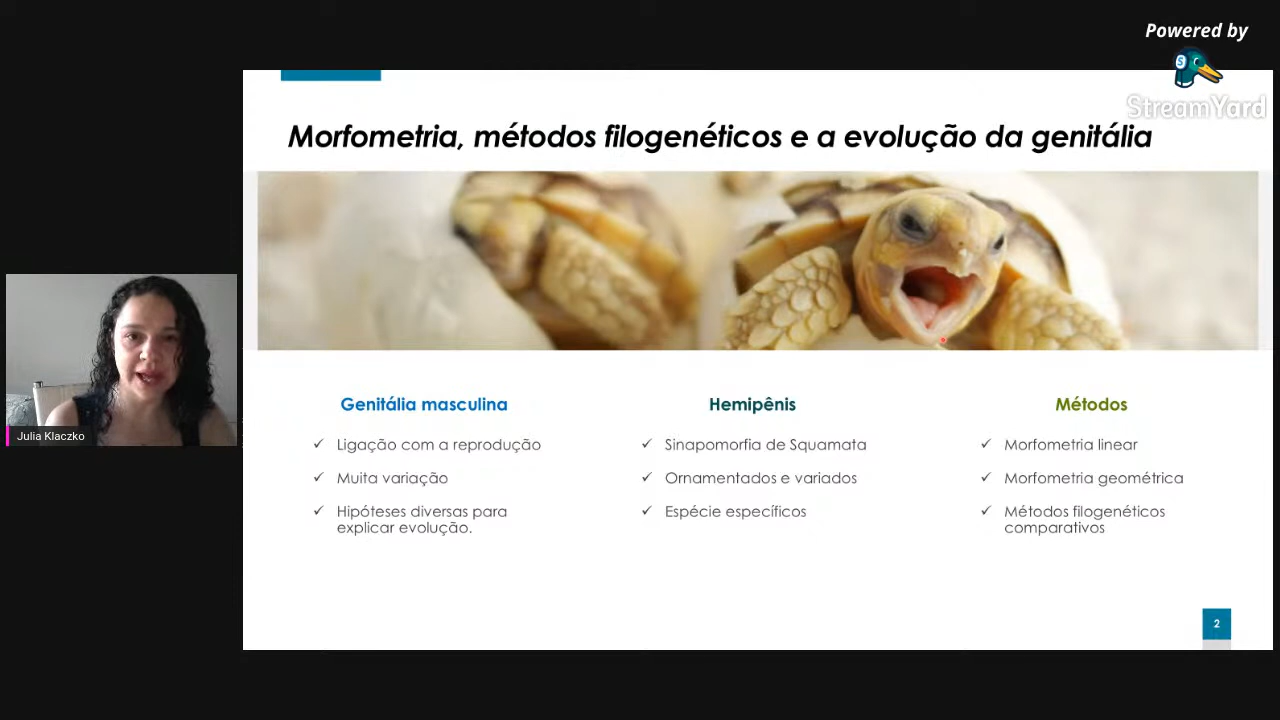 Powered by
StreamYard
Morfometria, métodos filogenéticos e a evolução da genitália
Julia Klaczko
Genitália masculina
✓ Ligação com a reprodução
✓ Muita variação
✓ Hipóteses diversas para
explicar evolução.
Hemipênis
✓ Sinapomorfia de Squamata
✓ Ornamentados e variados
✓ Espécie específicos
Métodos
✓ Morfometria linear
✓ Morfometria geométrica
✓ Métodos filogenéticos
comparativos
2